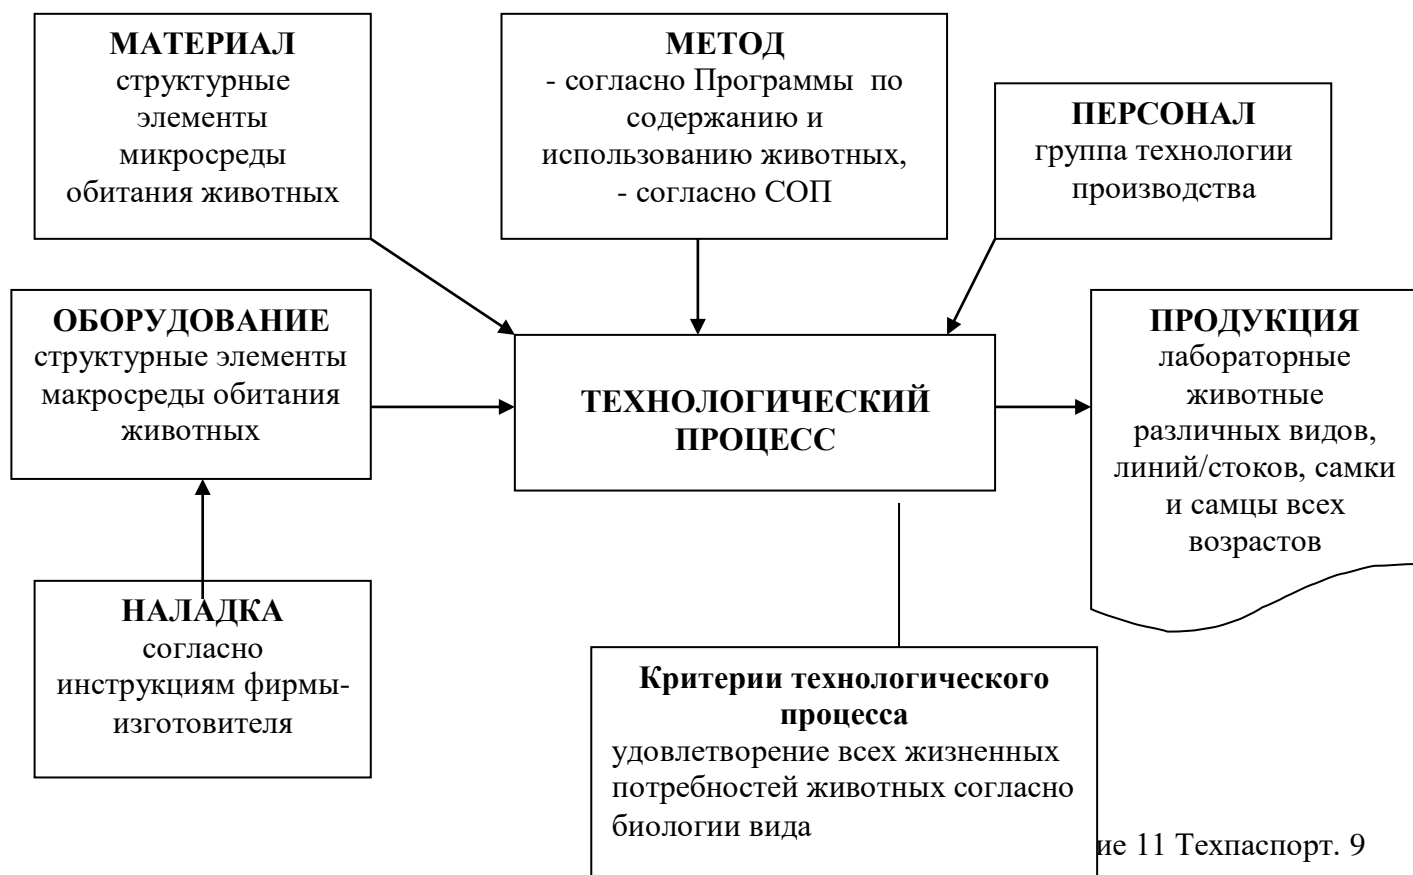 МАТЕРИАЛ
структурные
элементы
микросреды
обитания животных
МЕТОД
- согласно Программы по
содержанию и
использованию животных,
- согласно СОП
ПЕРСОНАЛ
группа технологии
производства
ОБОРУДОВАНИЕ
структурные элементы
макросреды обитания
животных
ТЕХНОЛОГИЧЕСКИЙ
ПРОЦЕСС
ПРОДУКЦИЯ
лабораторные
животные
различных видов,
линий/стоков, самки
и самцы всех
возрастов
НАЛАДКА
согласно
инструкциям фирмы-
изготовителя
Критерии технологического
процесса
удовлетворение всех жизненных
потребностей животных согласно
биологии вида
ие 11 Техпаспорт. 9